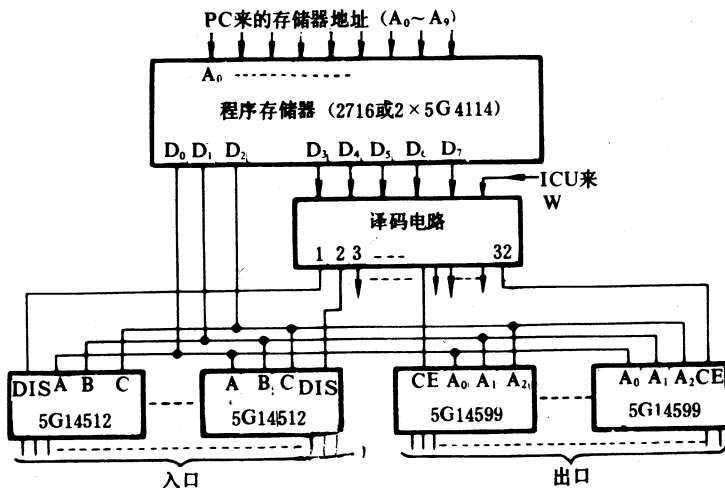 PC来的存储器地址 (A₀~A₉)
A₀
程序存储器 (2716或2×5G4114)
D₀ D₁ D₂ D₃ D₄ D₅ D₆ D₇
ICU来
W
译码电路
1 2 3 --- 32
DIS A B C
A B C DIS
CE A₀ A₁ A₂
A₀ A₁ A₂ CE
5G14512
5G14512
5G14599
5G14599
入口
出口